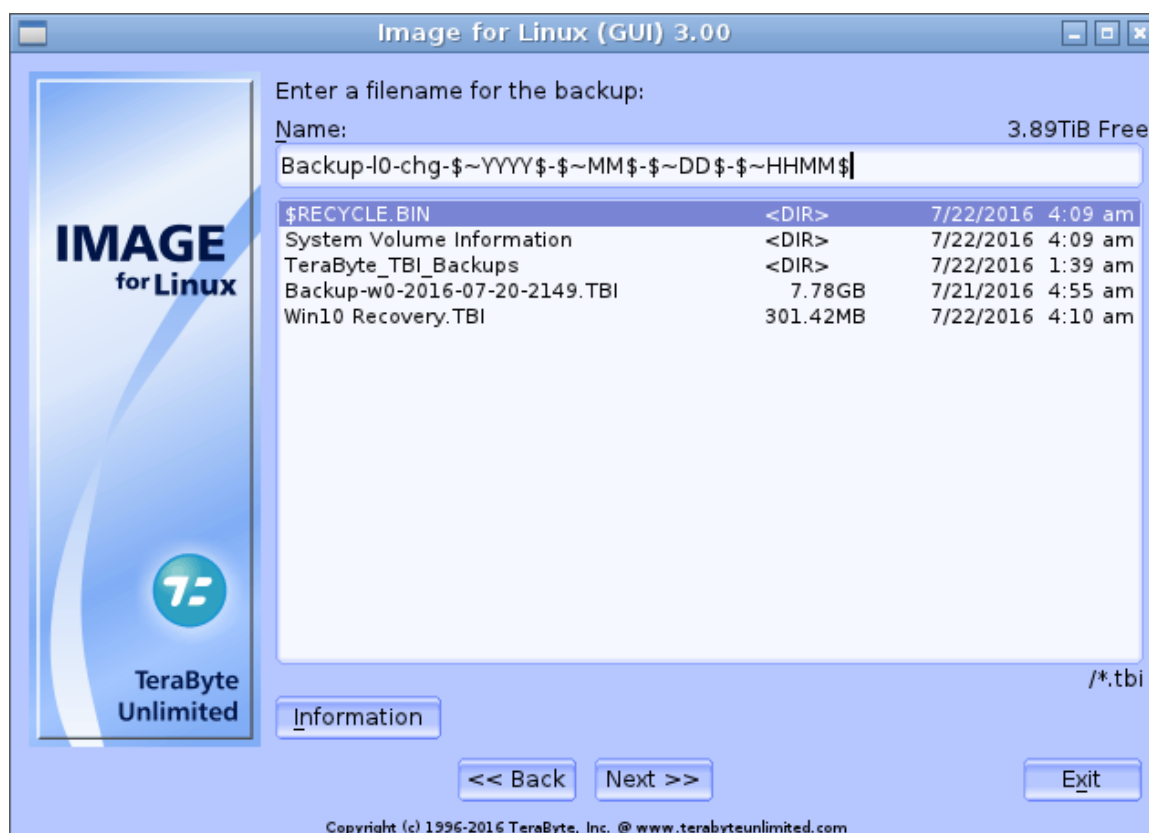 Image for Linux (GUI) 3.00
IMAGE
for Linux
TeraByte
Unlimited
Enter a filename for the backup:
Name: 3.89TiB Free
Backup-l0-chg-$~YYYY$-$~MM$-$~DD$-$~HHMM$
$RECYCLE.BIN <DIR> 7/22/2016 4:09 am
System Volume Information <DIR> 7/22/2016 4:09 am
TeraByte_TBI_Backups <DIR> 7/22/2016 1:39 am
Backup-w0-2016-07-20-2149.TBI 7.78GB 7/21/2016 4:55 am
Win10 Recovery.TBI 301.42MB 7/22/2016 4:10 am
/*.tbi
Information
<< Back Next >> Exit
Copyright (c) 1996-2016 TeraByte, Inc. @ www.terabyteunlimited.com